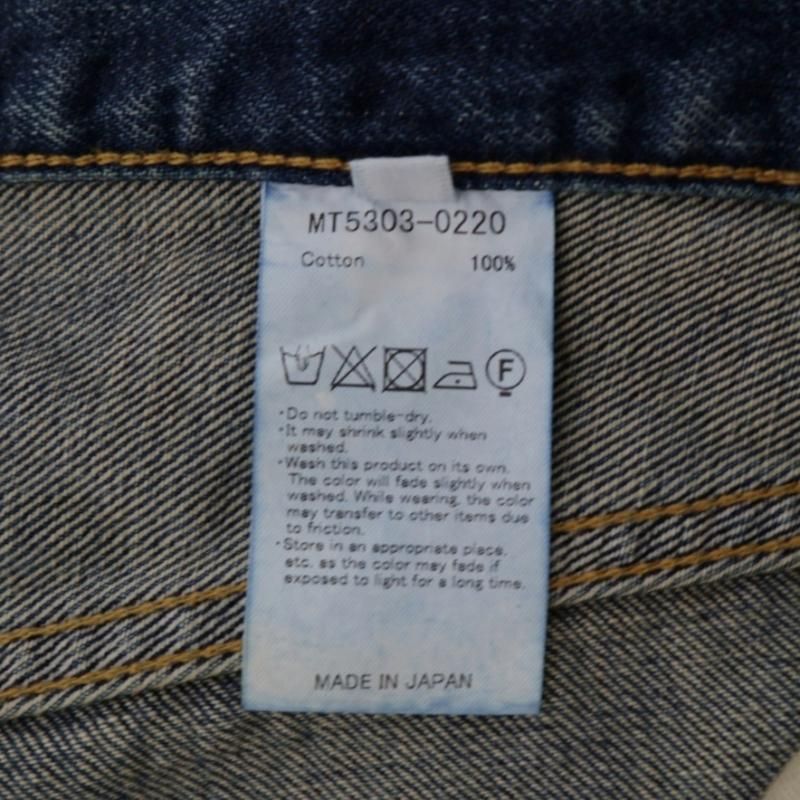 MT5303-0220
Cotton 100%
F
・Do not tumble-dry.
・It may shrink slightly when
washed.
・Wash this product on its own.
The color will fade slightly when
washed. While wearing, the color
may transfer to other items due
to friction.
・Store in an appropriate place,
etc. as the color may fade if
exposed to light for a long time.
MADE IN JAPAN